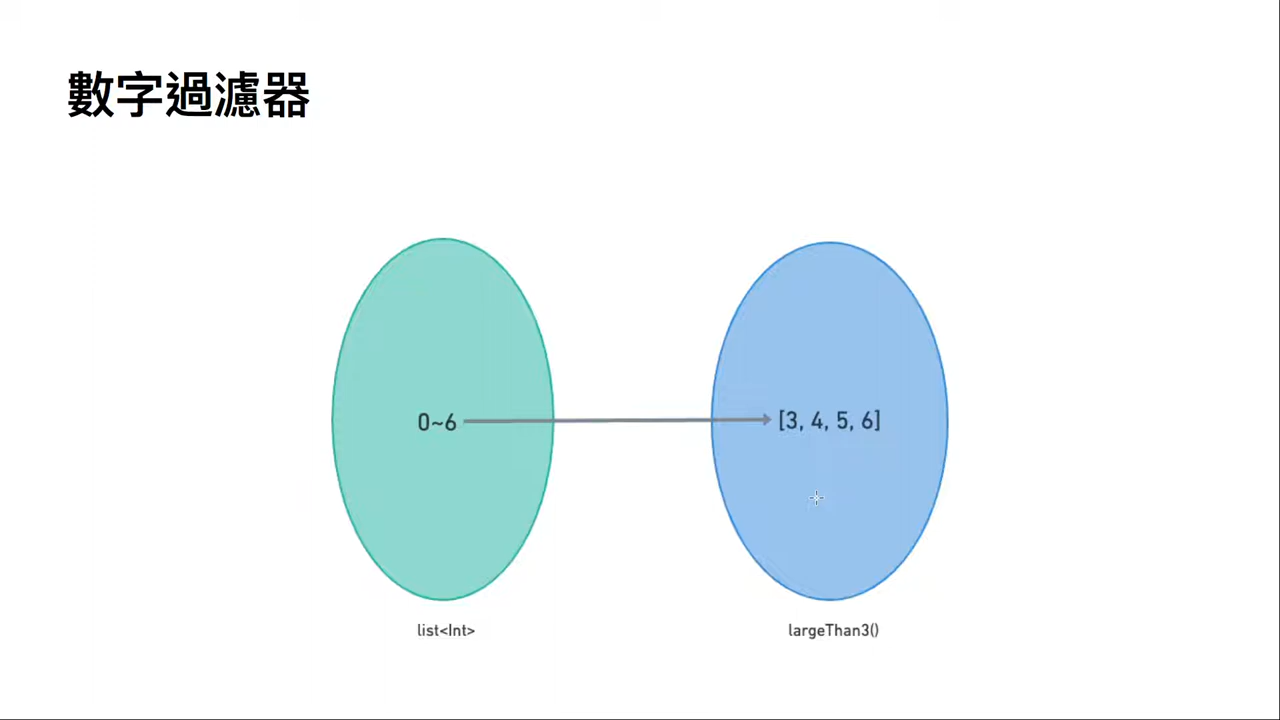 數字過濾器
0~6
[3, 4, 5, 6]
list<Int>
largeThan3()